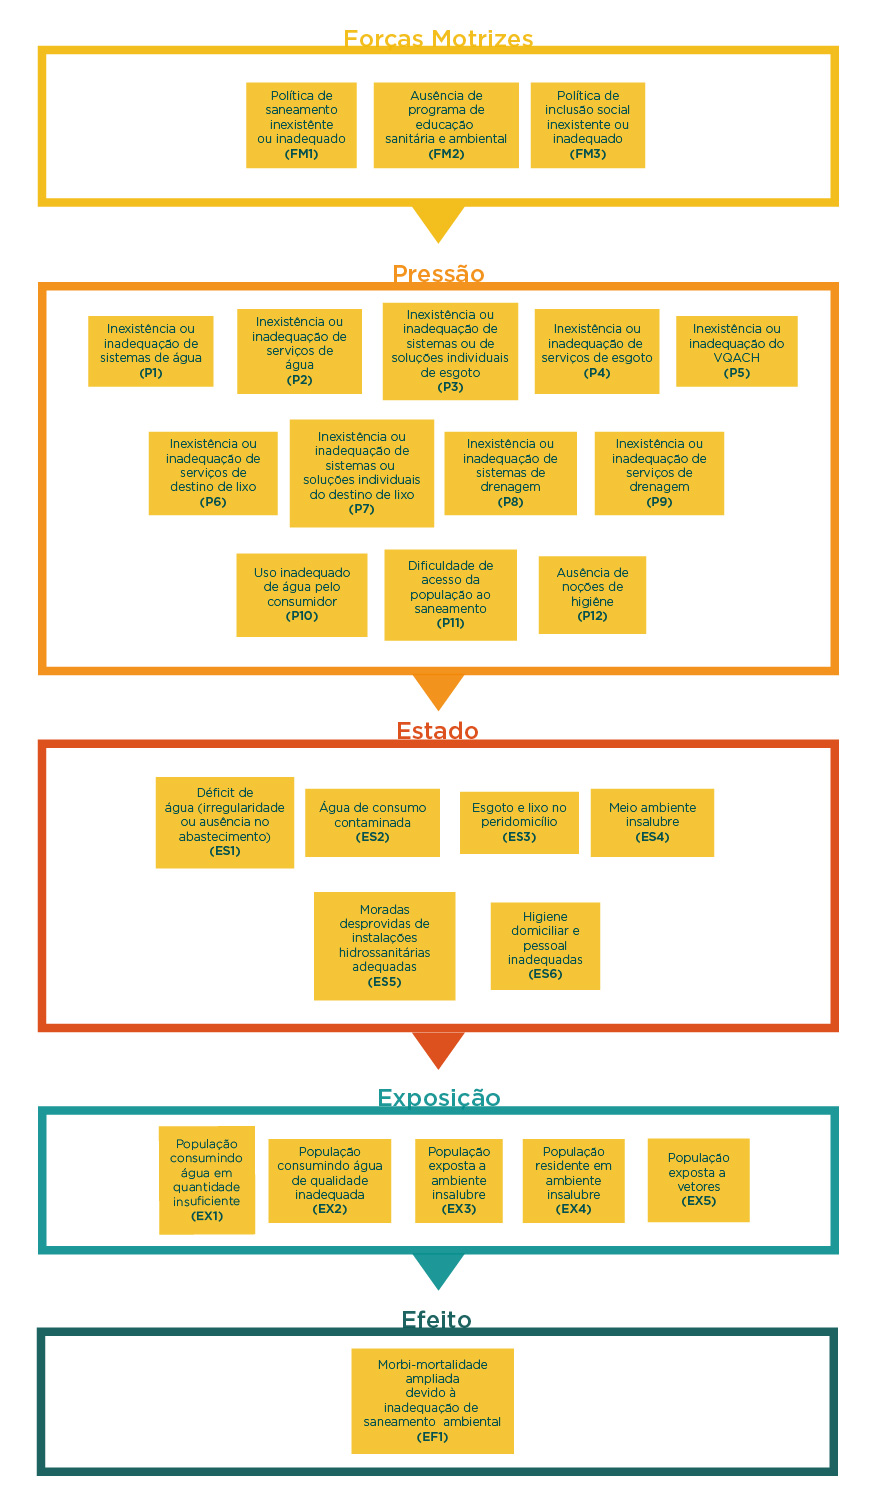 Forças Motrizes
Política de
saneamento
inexistênte
ou inadequado
(FM1)
Ausência de
programa de
educação
sanitária e ambiental
(FM2)
Política de
inclusão social
inexistente ou
inadequado
(FM3)
Pressão
Inexistência ou
inadequação de
sistemas de água
(P1)
Inexistência ou
inadequação de
serviços de
água
(P2)
Inexistência ou
inadequação de
sistemas ou de
soluções individuais
de esgoto
(P3)
Inexistência ou
inadequação de
serviços de esgoto
(P4)
Inexistência ou
inadequação do
VQACH
(P5)
Inexistência ou
inadequação de
serviços de
destino de lixo
(P6)
Inexistência ou
inadequação de
sistemas ou
soluções individuais
do destino de lixo
(P7)
Inexistência ou
inadequação de
sistemas de
drenagem
(P8)
Inexistência ou
inadequação de
serviços de
drenagem
(P9)
Uso inadequado
de água pelo
consumidor
(P10)
Dificuldade de
acesso da
população ao
saneamento
(P11)
Ausência de
noções de
higiêne
(P12)
Estado
Déficit de
água (irregularidade
ou ausência no
abastecimento)
(ES1)
Água de consumo
contaminada
(ES2)
Esgoto e lixo no
peridomicílio
(ES3)
Meio ambiente
insalubre
(ES4)
Moradas
desprovidas de
instalações
hidrossanitárias
adequadas
(ES5)
Higiene
domiciliar e
pessoal
inadequadas
(ES6)
Exposição
População
consumindo
água em
quantidade
insuficiente
(EX1)
População
consumindo água
de qualidade
inadequada
(EX2)
População
exposta a
ambiente
insalubre
(EX3)
População
residente em
ambiente
insalubre
(EX4)
População
exposta a
vetores
(EX5)
Efeito
Morbi-mortalidade
ampliada
devido à
inadequação de
saneamento ambiental
(EF1)